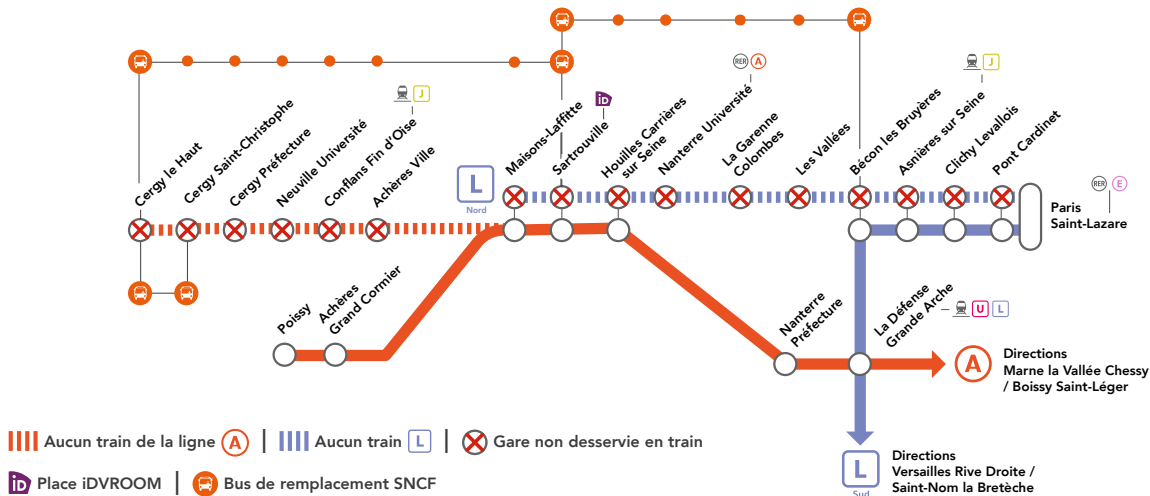 RER A
J
J
iD
Cergy le Haut
Cergy Saint-Christophe
Cergy Préfecture
Neuville Université
Conflans Fin d'Oise
Achères Ville
L
Nord
Maisons-Laffitte
Sartrouville
Houilles Carrières
sur Seine
Nanterre Université
La Garenne
Colombes
Les Vallées
Bécon les Bruyères
Asnières sur Seine
Clichy Levallois
Pont Cardinet
RER E
Paris
Saint-Lazare
Poissy
Achères
Grand Cormier
Nanterre
Préfecture
La Défense
Grande Arche
U L
A
Directions
Marne la Vallée Chessy
/ Boissy Saint-Léger
Aucun train de la ligne A
Aucun train L
Gare non desservie en train
iD Place iDVROOM
Bus de remplacement SNCF
L
Sud
Directions
Versailles Rive Droite /
Saint-Nom la Bretèche